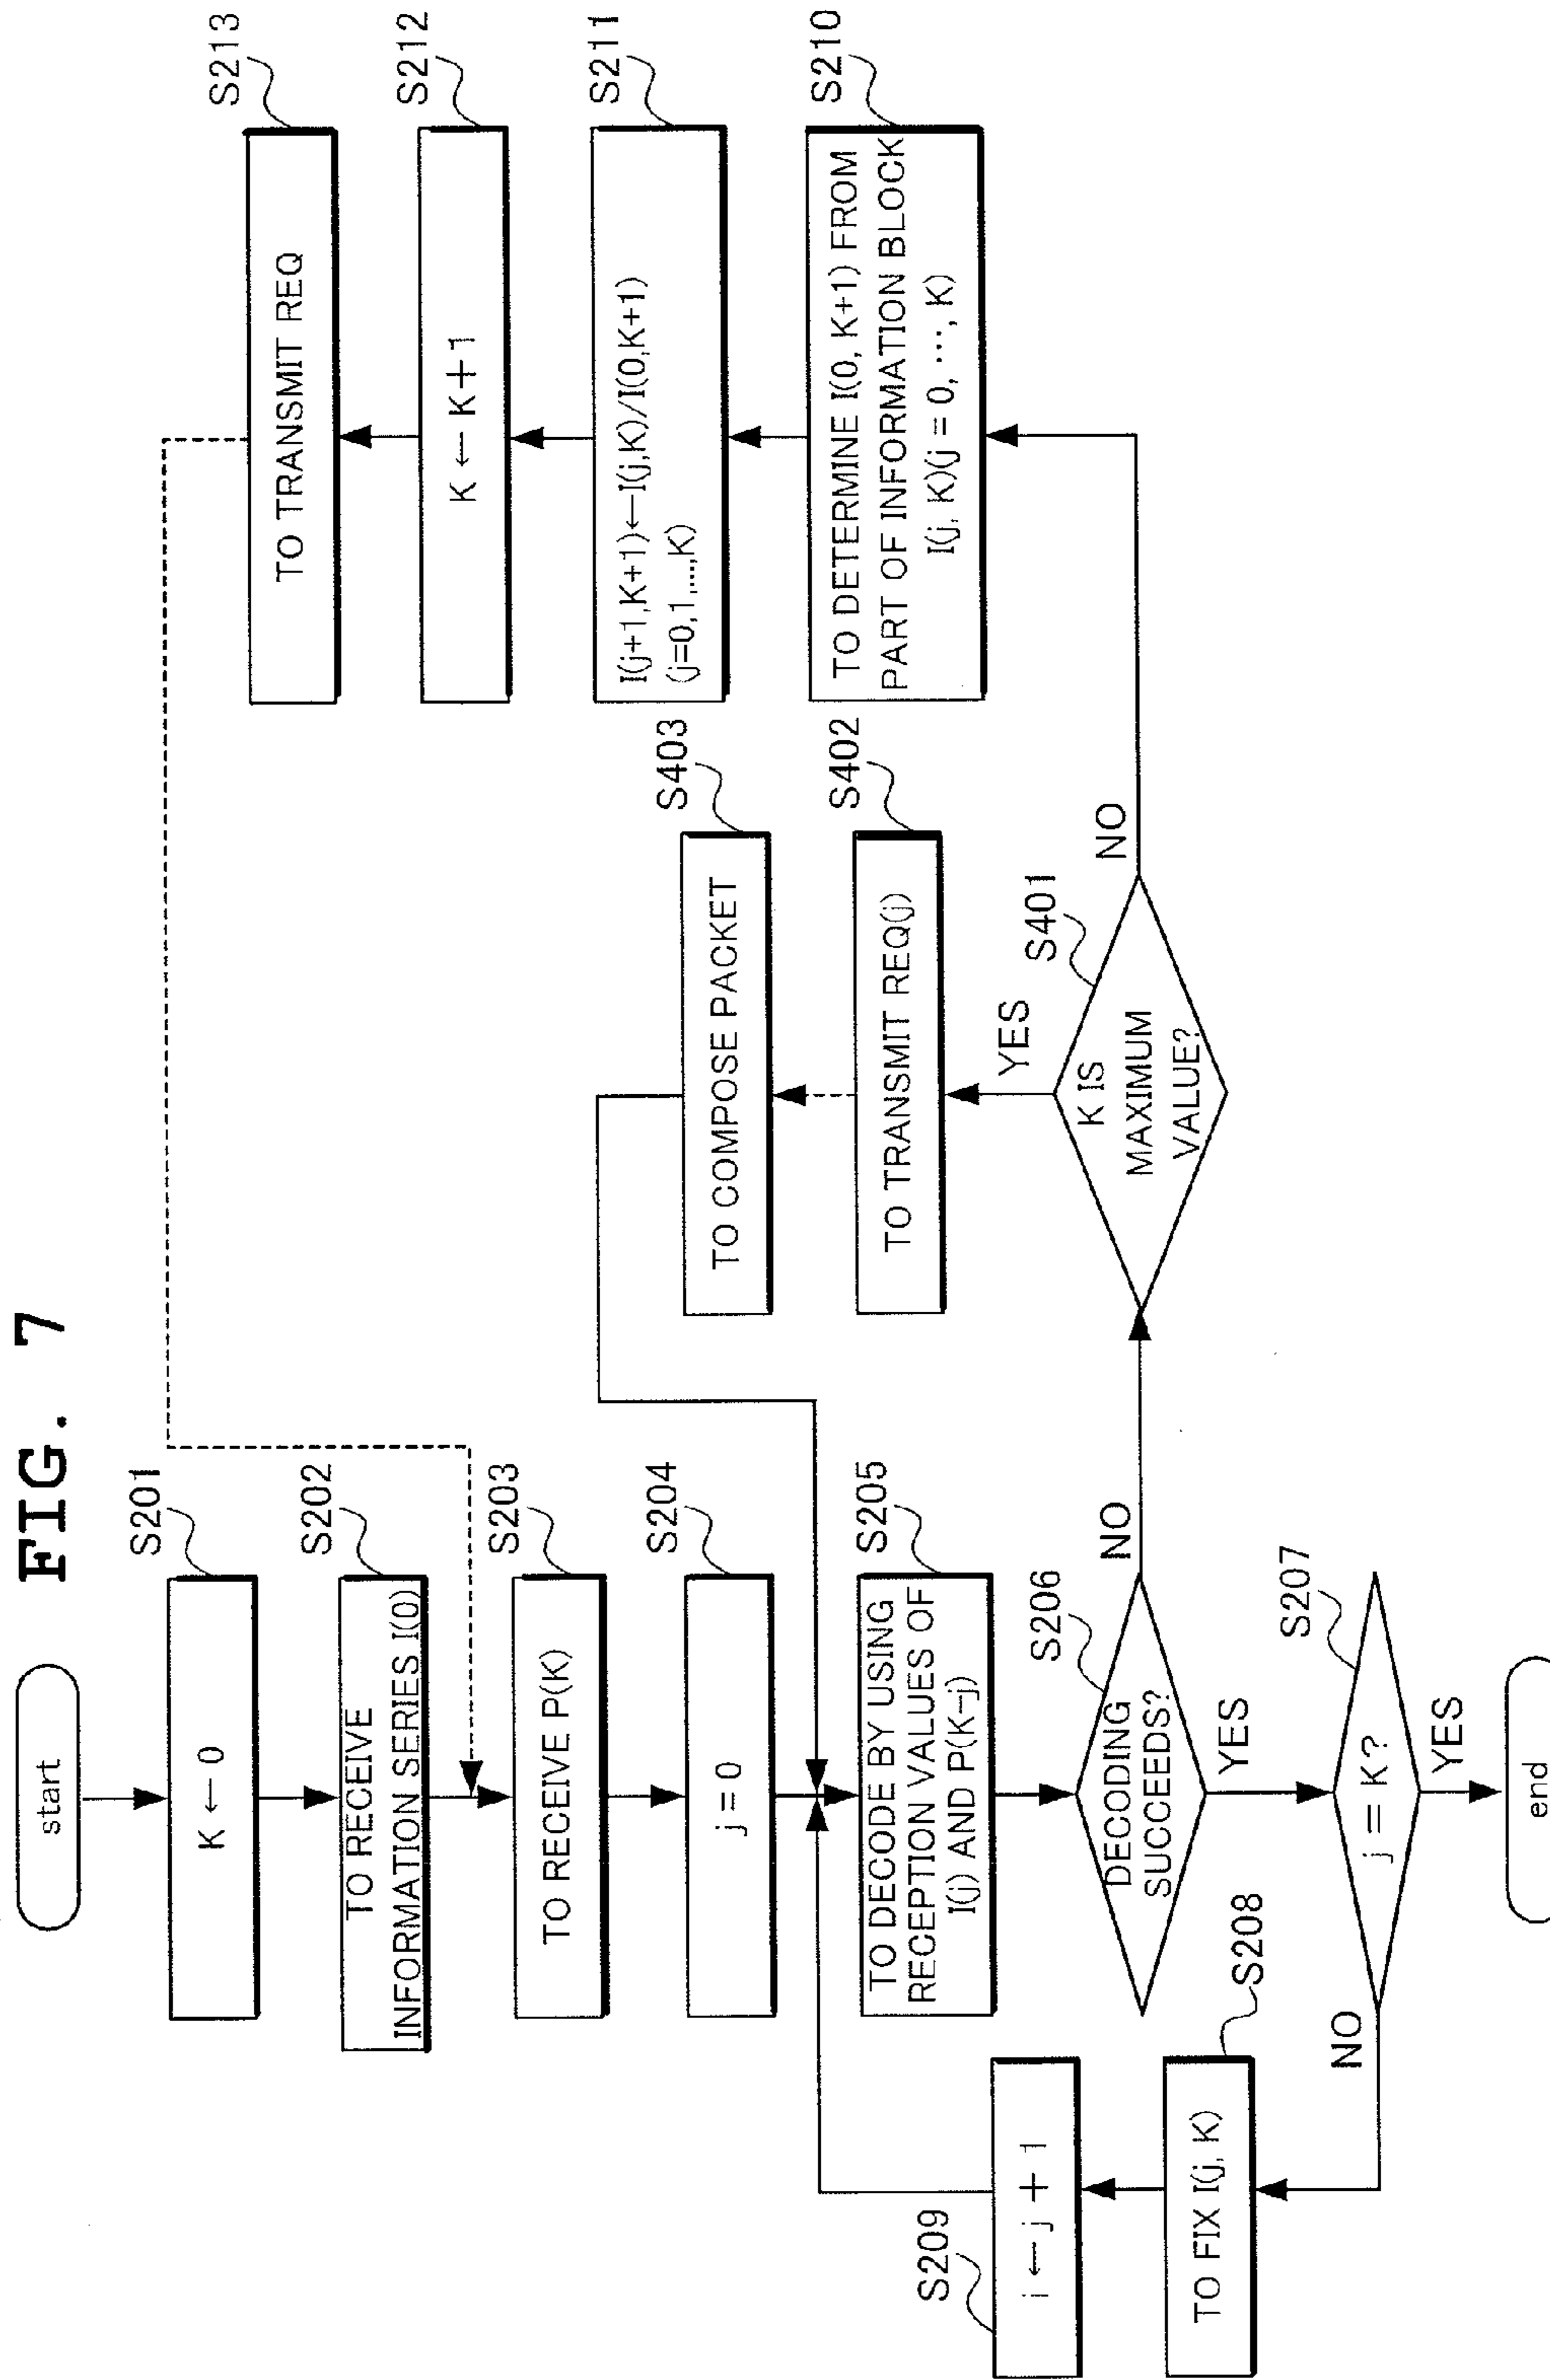 FIG. 7
start
S201
K ← 0
S202
TO RECEIVE
INFORMATION SERIES I(0)
S203
TO RECEIVE P(K)
S204
j = 0
S205
TO DECODE BY USING
RECEPTION VALUES OF
I(j) AND P(K-j)
S206
DECODING
SUCCEEDS?
NO
YES
S207
j = K?
NO
YES
end
S208
TO FIX I(j, K)
S209
i ← j + 1
S401
K IS
MAXIMUM
VALUE?
YES
NO
S402
TO TRANSMIT REQ(j)
S403
TO COMPOSE PACKET
S210
TO DETERMINE I(0, K+1) FROM
PART OF INFORMATION BLOCK
I(j, K)(j = 0, ···, K)
S211
I(j+1,K+1)←I(j,K)/I(0,K+1)
(j=0,1,...,K)
S212
K ← K+1
S213
TO TRANSMIT REQ